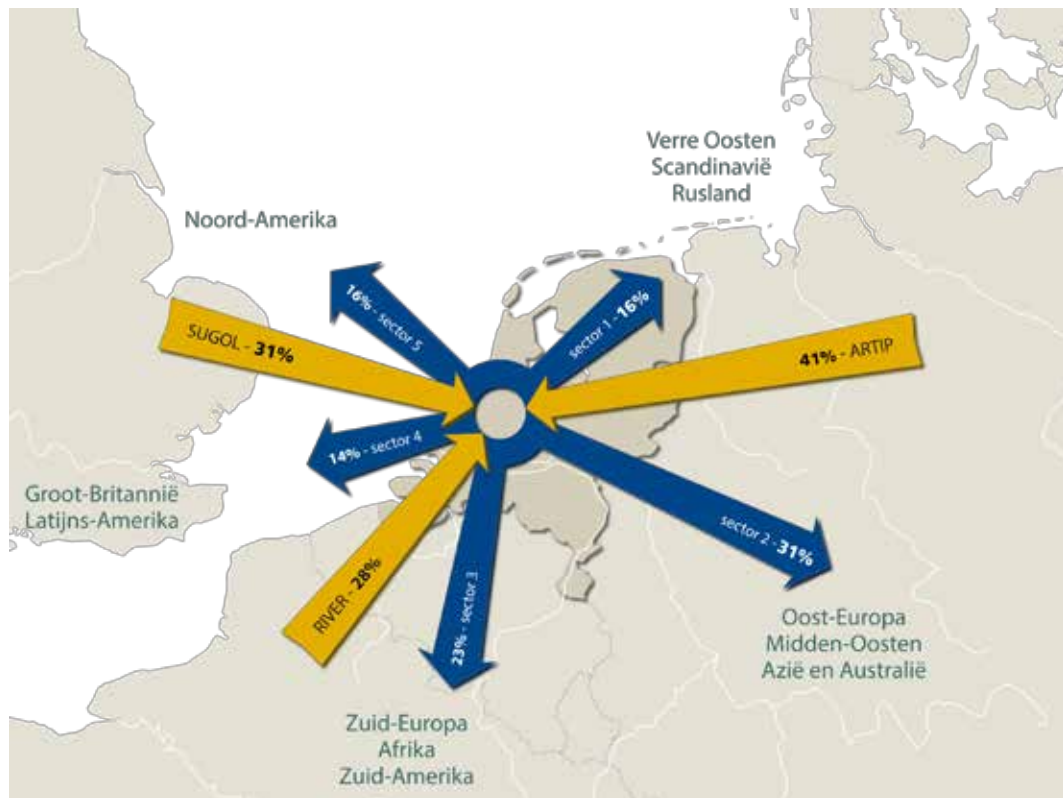 Verre Oosten
Scandinavië
Rusland
Noord-Amerika
16% - sector 5
sector 1 - 16%
SUGOL - 31%
41% - ARTIP
14% - sector 4
Groot-Britannië
Latijns-Amerika
sector 2 - 31%
RIVER - 28%
23% - sector 3
Oost-Europa
Midden-Oosten
Azië en Australië
Zuid-Europa
Afrika
Zuid-Amerika